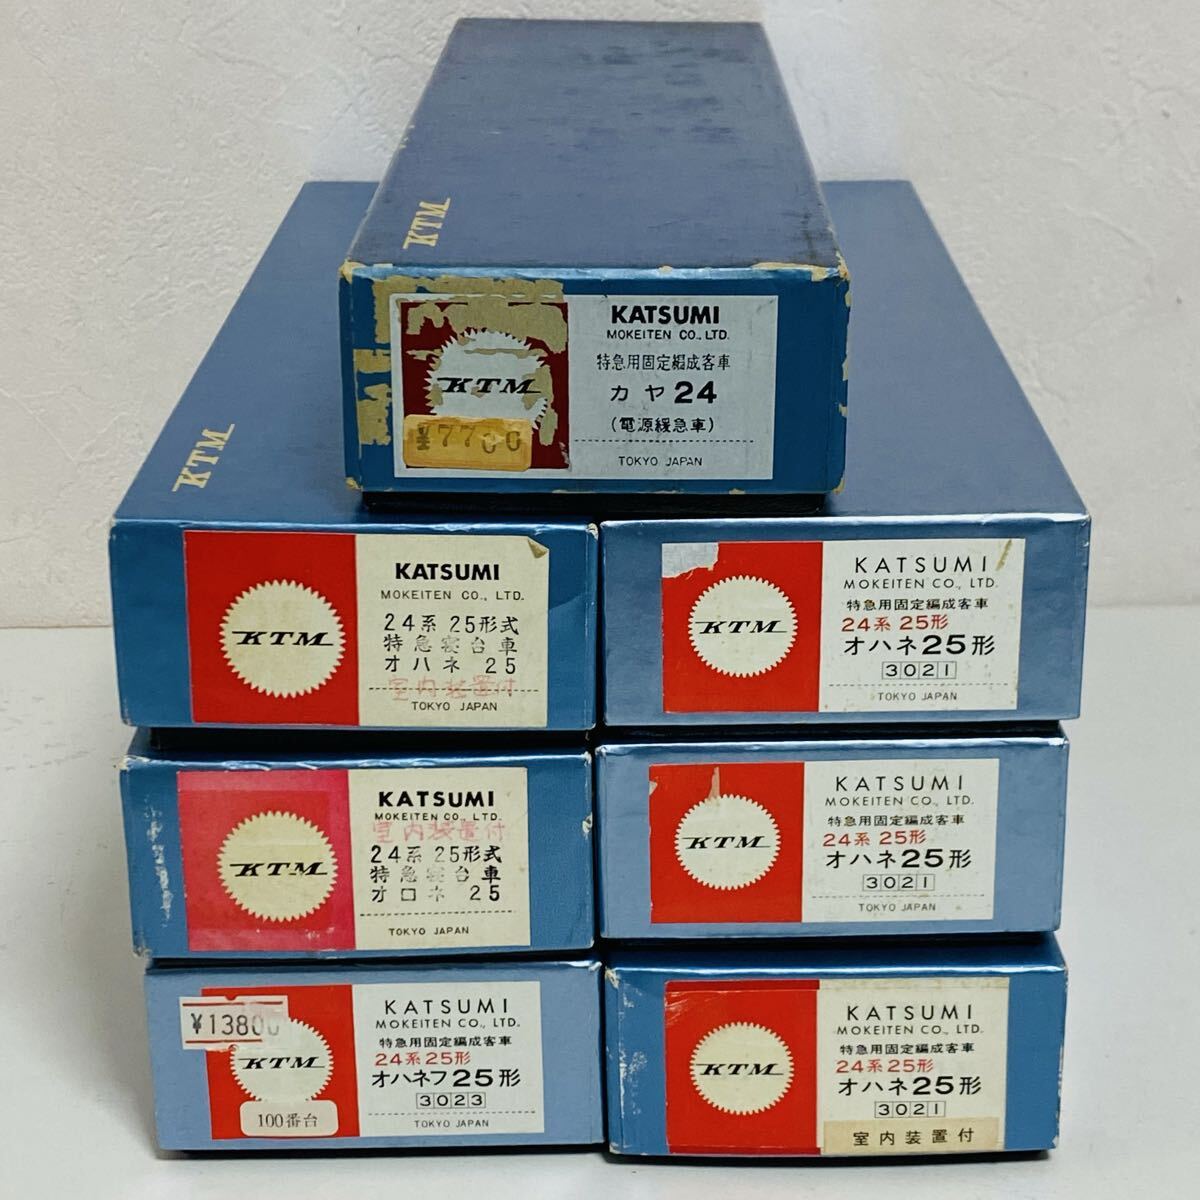 KTM
KATSUMI
MOKEITEN CO., LTD.
特急用固定編成客車
カヤ24
(電源緩急車)
TOKYO JAPAN
KTM
¥7700
KTM
KATSUMI
MOKEITEN CO., LTD.
24系 25形式
特急寝台車
オハネ 25
室内装置付
TOKYO JAPAN
KTM
KATSUMI
MOKEITEN CO., LTD.
特急用固定編成客車
24系25形
オハネ25形
3021
TOKYO JAPAN
KTM
KATSUMI
MOKEITEN CO., LTD.
室内装置付
24系 25形式
特急寝台車
オロネ 25
TOKYO JAPAN
KTM
KATSUMI
MOKEITEN CO., LTD.
特急用固定編成客車
24系25形
オハネ25形
3021
TOKYO JAPAN
KTM
¥13800
KTM
100番台
KATSUMI
MOKEITEN CO., LTD.
特急用固定編成客車
24系25形
オハネフ25形
3023
TOKYO JAPAN
KTM
KATSUMI
MOKEITEN CO., LTD.
特急用固定編成客車
24系25形
オハネ25形
3021
室内装置付